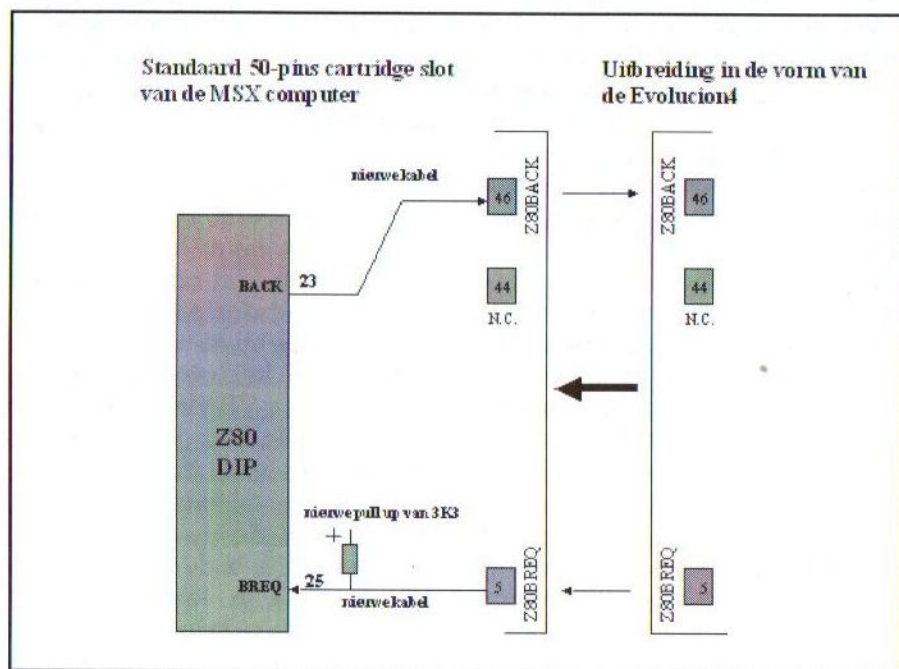 Standaard 50-pins cartridge slot
van de MSX computer
Uitbreiding in de vorm van
de Evolucion4
nieuwe kabel
46
Z80BACK
Z80BACK
46
BACK
23
44
N.C.
44
N.C.
Z80
DIP
nieuwe pull up van 3K3
+
BREQ
25
nieuwe kabel
5
Z80BREQ
Z80BREQ
5